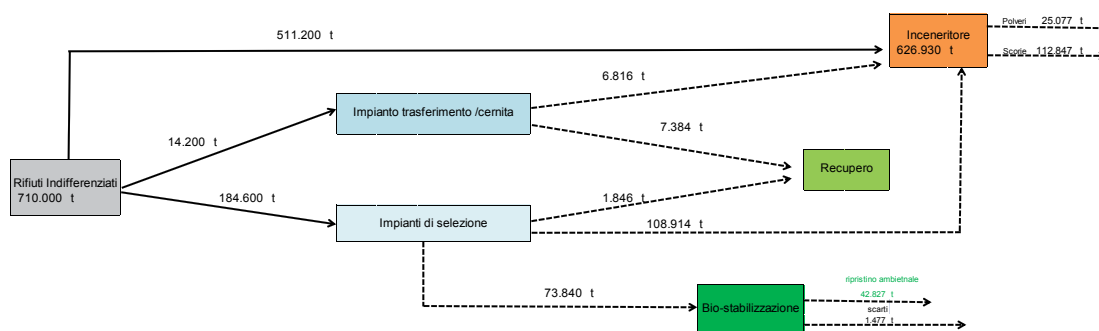 Polveri 25.077 t
511.200 t
Inceneritore
626.930 t
Scorie 112.847 t
6.816 t
Impianto trasferimento /cernita
7.384 t
14.200 t
Rifiuti Indifferenziati
710.000 t
Recupero
184.600 t
1.846 t
Impianti di selezione
108.914 t
ripristino ambietnale
73.840 t
42.827 t
Bio-stabilizzazione
scarti
1.477 t